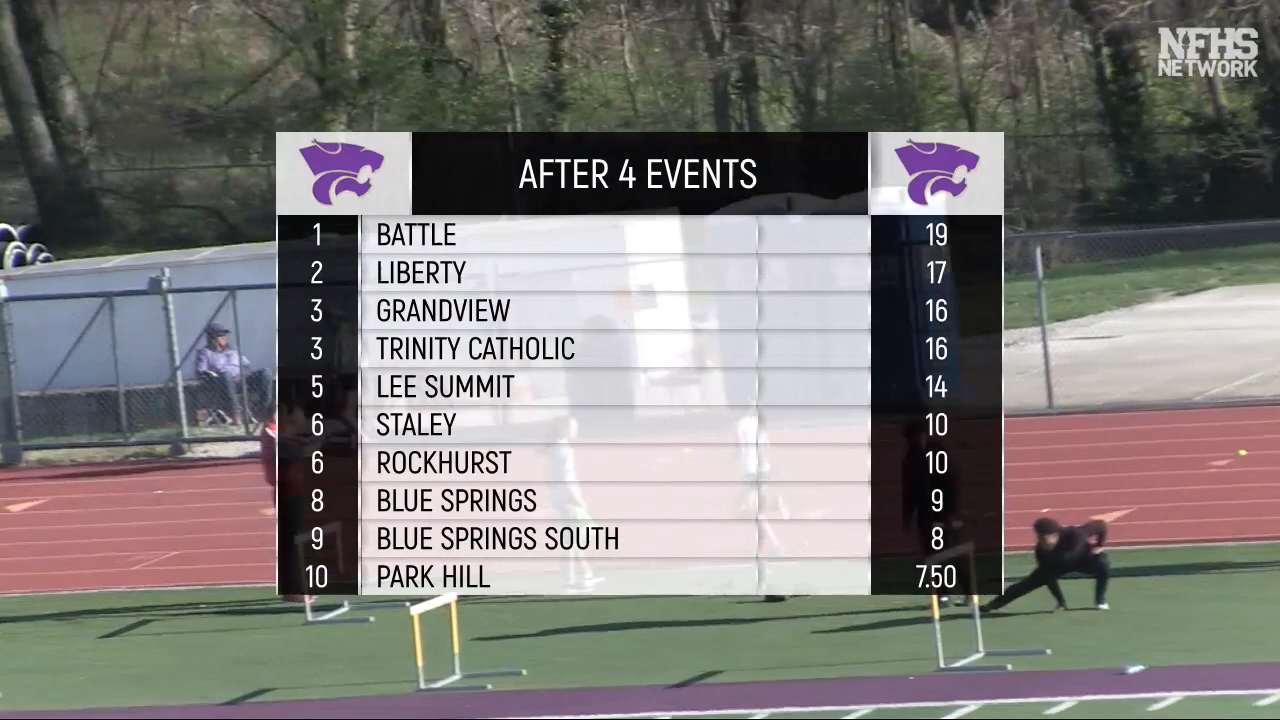 NFHS
NETWORK
AFTER 4 EVENTS
1 BATTLE 19
2 LIBERTY 17
3 GRANDVIEW 16
3 TRINITY CATHOLIC 16
5 LEE SUMMIT 14
6 STALEY 10
6 ROCKHURST 10
8 BLUE SPRINGS 9
9 BLUE SPRINGS SOUTH 8
10 PARK HILL 7.50